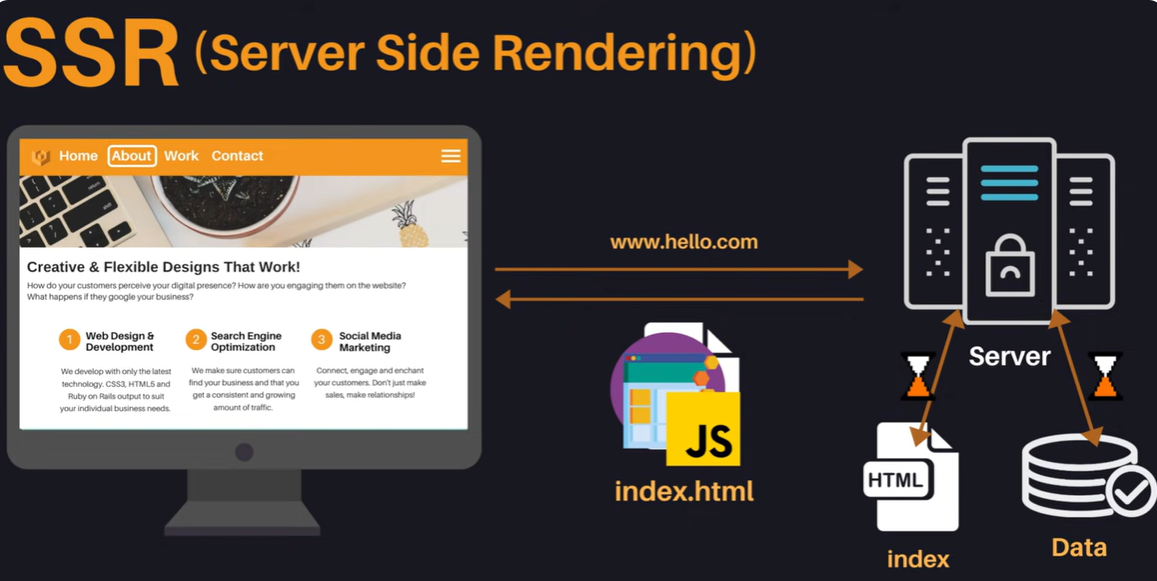 SSR (Server Side Rendering)
Home About Work Contact
Creative & Flexible Designs That Work!
How do your customers perceive your digital presence? How are you engaging them on the website?
What happens if they google your business?
1 Web Design &
Development
We develop with only the latest
technology. CSS3, HTML5 and
Ruby on Rails output to suit
your individual business needs.
2 Search Engine
Optimization
We make sure customers can
find your business and that you
get a consistent and growing
amount of traffic.
3 Social Media
Marketing
Connect, engage and enchant
your customers. Don't just make
sales, make relationships!
www.hello.com
JS
index.html
Server
HTML
index
Data